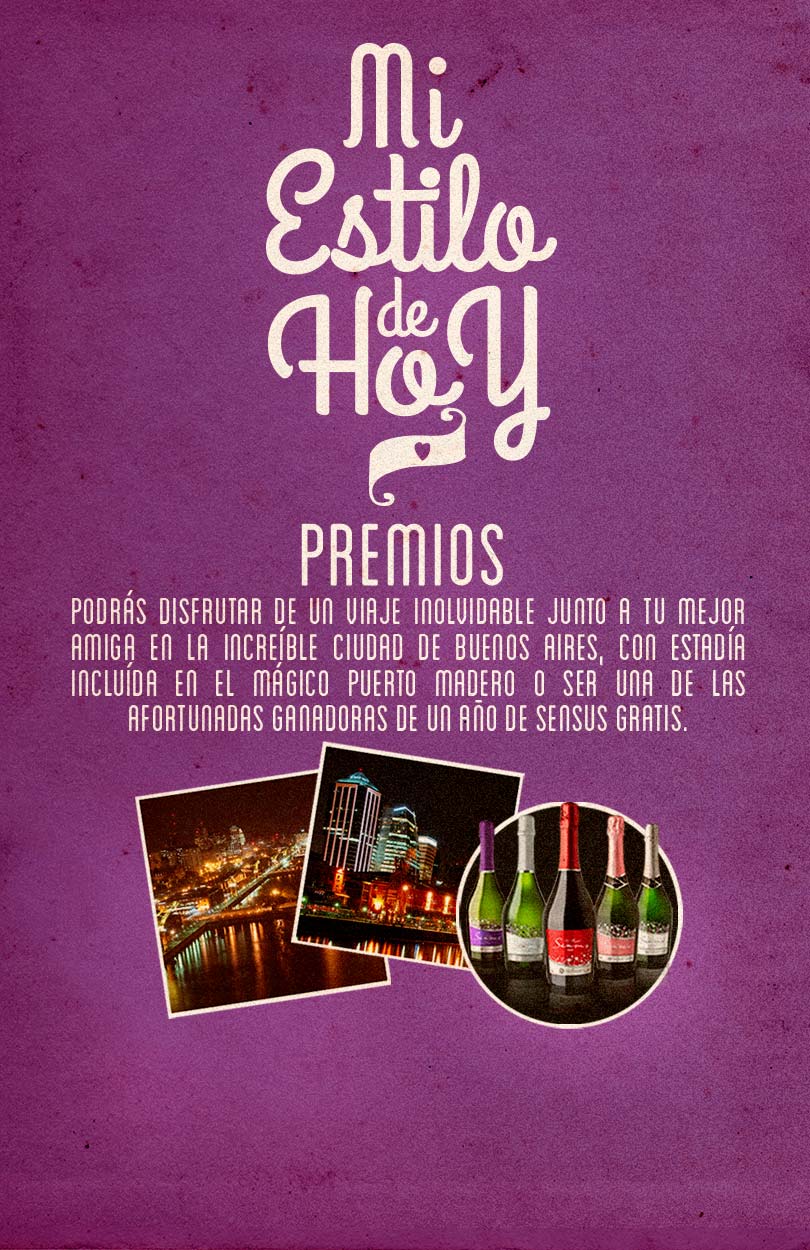 Mi
Estilo
de
HoY
PREMIOS
PODRÁS DISFRUTAR DE UN VIAJE INOLVIDABLE JUNTO A TU MEJOR
AMIGA EN LA INCREÍBLE CIUDAD DE BUENOS AIRES, CON ESTADÍA
INCLUÍDA EN EL MÁGICO PUERTO MADERO O SER UNA DE LAS
AFORTUNADAS GANADORAS DE UN AÑO DE SENSUS GRATIS.